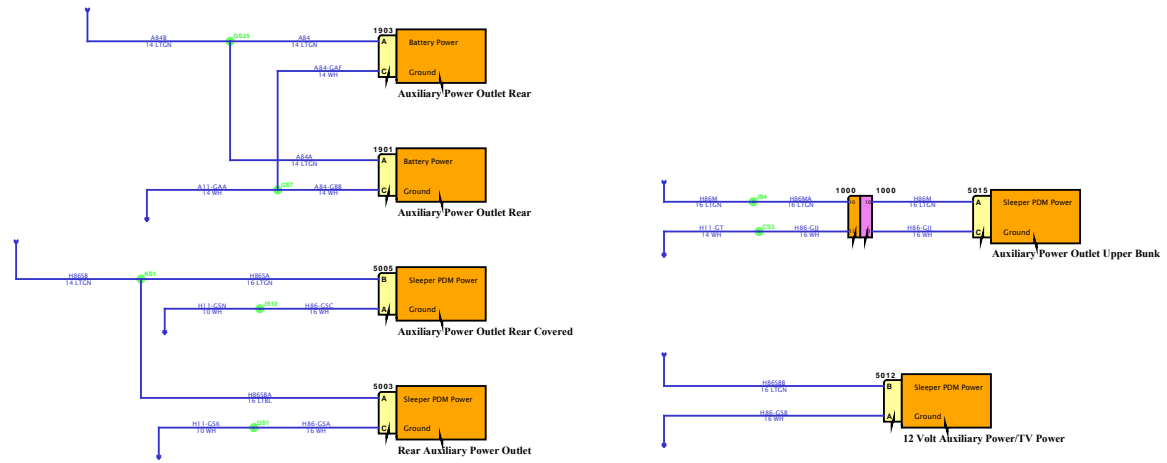 1903
A84B
14 LTGN
BS25
A84
14 LTGN
A
Battery Power
A84-GAF
14 WH
C
Ground
Auxiliary Power Outlet Rear
1901
A84A
14 LTGN
A
Battery Power
A11-GAA
14 WH
GS7
A84-GBB
14 WH
C
Ground
Auxiliary Power Outlet Rear
H86SB
14 LTGN
KS1
H86SA
16 LTGN
5005
B
Sleeper PDM Power
H11-GSN
10 WH
JS12
H86-GSC
16 WH
A
Ground
Auxiliary Power Outlet Rear Covered
5003
H86SBA
16 LTBL
A
Sleeper PDM Power
H11-GSK
10 WH
GS1
H86-GSA
16 WH
C
Ground
Rear Auxiliary Power Outlet
1000
1000
5015
H86M
16 LTGN
JS4
H86MA
16 LTGN
10
10
H86M
16 LTGN
A
Sleeper PDM Power
H11-GT
14 WH
CS3
H86-GJJ
16 WH
H86-GJJ
16 WH
C
Ground
Auxiliary Power Outlet Upper Bunk
5012
H86SBB
16 LTGN
B
Sleeper PDM Power
H86-GSB
16 WH
A
Ground
12 Volt Auxiliary Power/TV Power